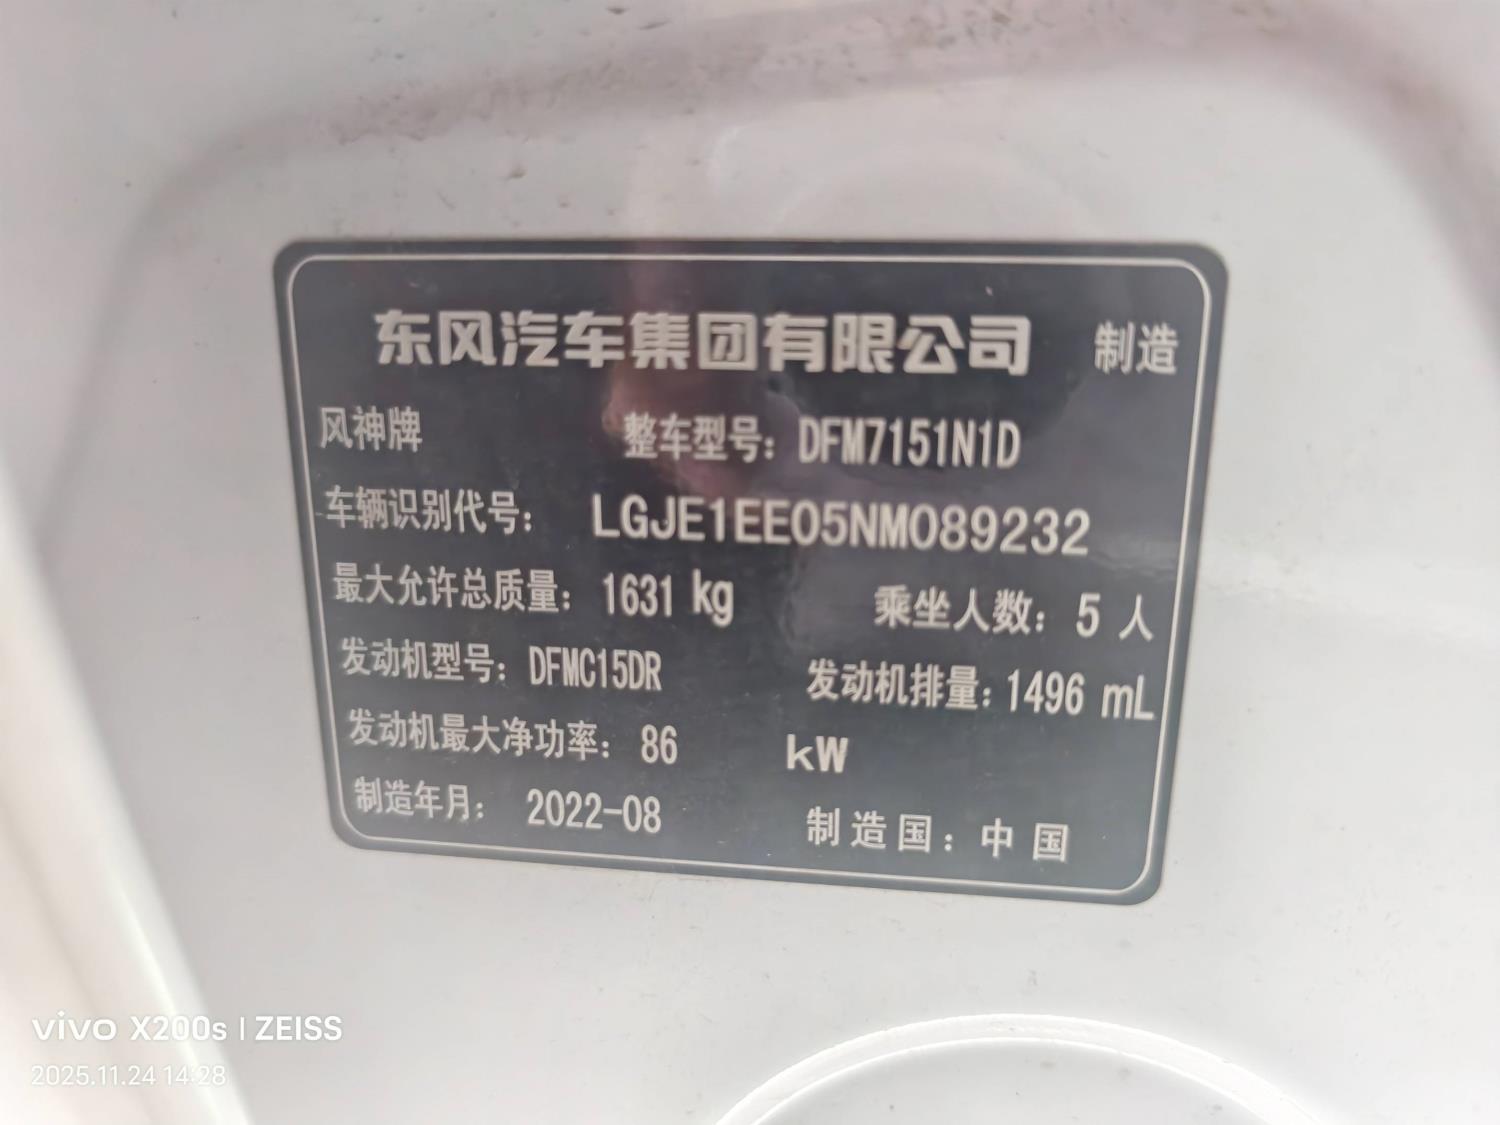 东风汽车集团有限公司 制造
风神牌 整车型号：DFM7151N1D
车辆识别代号： LGJE1EE05NM089232
最大允许总质量：1631 kg 乘坐人数：5 人
发动机型号：DFMC15DR 发动机排量：1496 mL
发动机最大净功率：86 kW
制造年月： 2022-08 制造国：中国
vivo X200s | ZEISS
2025.11.24 14:28